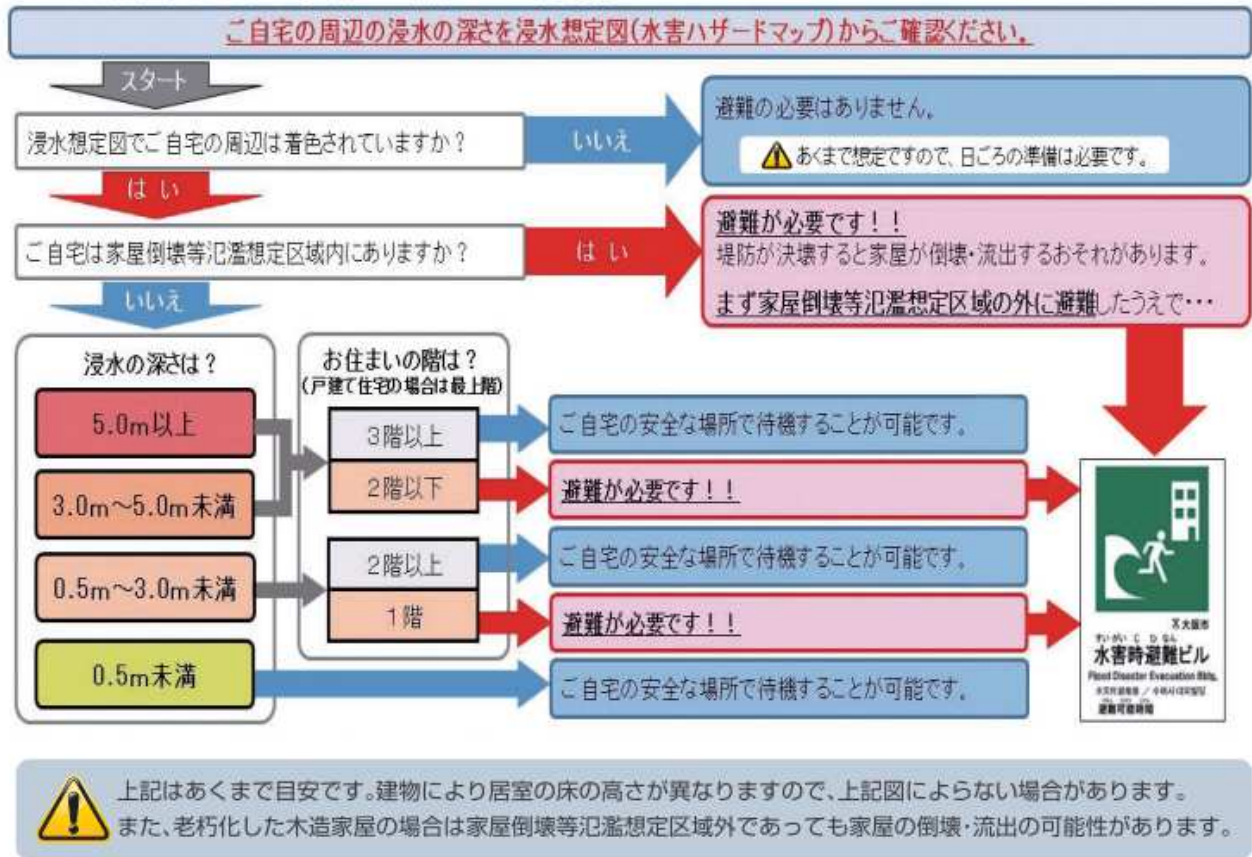 ご自宅の周辺の浸水の深さを浸水想定図(水害ハザードマップ)からご確認ください。
スタート
浸水想定図でご自宅の周辺は着色されていますか？
いいえ
避難の必要はありません。
あくまで想定ですので、日ごろの準備は必要です。
はい
ご自宅は家屋倒壊等氾濫想定区域内にありますか？
はい
避難が必要です！！
堤防が決壊すると家屋が倒壊・流出するおそれがあります。
まず家屋倒壊等氾濫想定区域の外に避難したうえで・・・
いいえ
浸水の深さは？
5.0m以上
3.0m～5.0m未満
0.5m～3.0m未満
0.5m未満
お住まいの階は？
(戸建て住宅の場合は最上階)
3階以上
2階以下
2階以上
1階
ご自宅の安全な場所で待機することが可能です。
避難が必要です！！
ご自宅の安全な場所で待機することが可能です。
避難が必要です！！
ご自宅の安全な場所で待機することが可能です。
大阪市
すいがいじひなん
水害時避難ビル
Flood Disaster Evacuation Bldg.
避難可能時間
上記はあくまで目安です。建物により居室の床の高さが異なりますので、上記図によらない場合があります。
また、老朽化した木造家屋の場合は家屋倒壊等氾濫想定区域外であっても家屋の倒壊・流出の可能性があります。